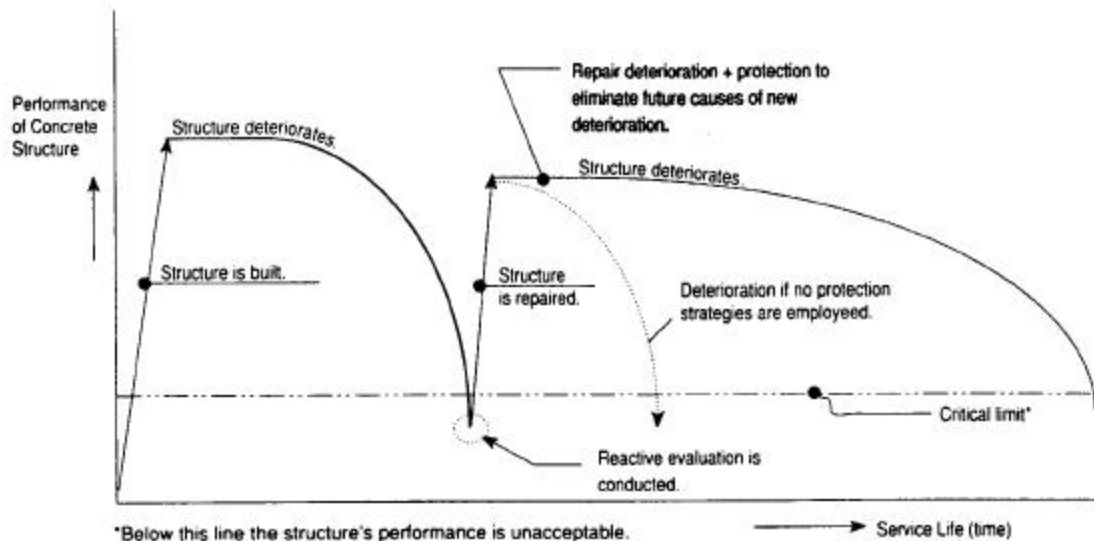 Performance
of Concrete
Structure
Structure deteriorates.
Structure is built.
Repair deterioration + protection to
eliminate future causes of new
deterioration.
Structure deteriorates.
Structure
is repaired.
Deterioration if no protection
strategies are employeed.
Critical limit*
Reactive evaluation is
conducted.
*Below this line the structure's performance is unacceptable.
Service Life (time)